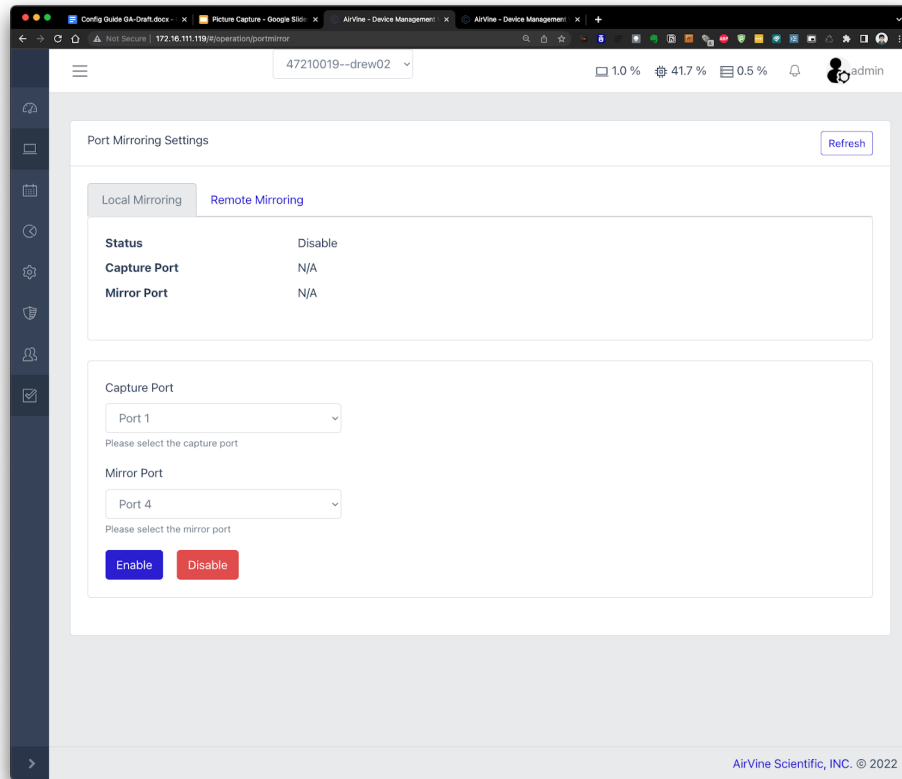 Config Guide GA-Draft.docx -
Picture Capture - Google Slide
AirVine - Device Management
AirVine - Device Management
Not Secure | 172.16.111.119/#/operation/portmirror
47210019--drew02
1.0 %
41.7 %
0.5 %
admin
Port Mirroring Settings
Refresh
Local Mirroring
Remote Mirroring
Status Disable
Capture Port N/A
Mirror Port N/A
Capture Port
Port 1
Please select the capture port
Mirror Port
Port 4
Please select the mirror port
Enable
Disable
AirVine Scientific, INC. © 2022